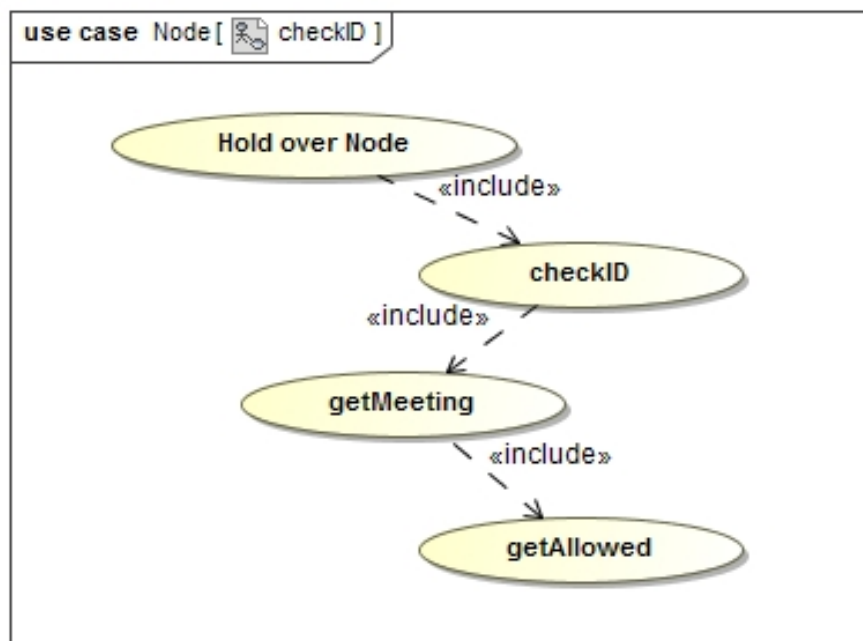 use case Node [ checkID ]
Hold over Node
«include»
checkID
«include»
getMeeting
«include»
getAllowed